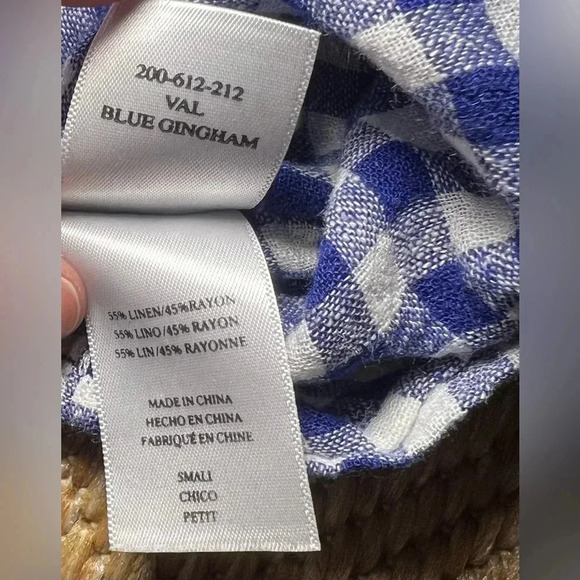 200-612-212
VAL
BLUE GINGHAM
55% LINEN/45%RAYON
55% LINO/45% RAYON
55% LIN/45% RAYONNE
MADE IN CHINA
HECHO EN CHINA
FABRIQUÉ EN CHINE
SMALL
CHICO
PETIT